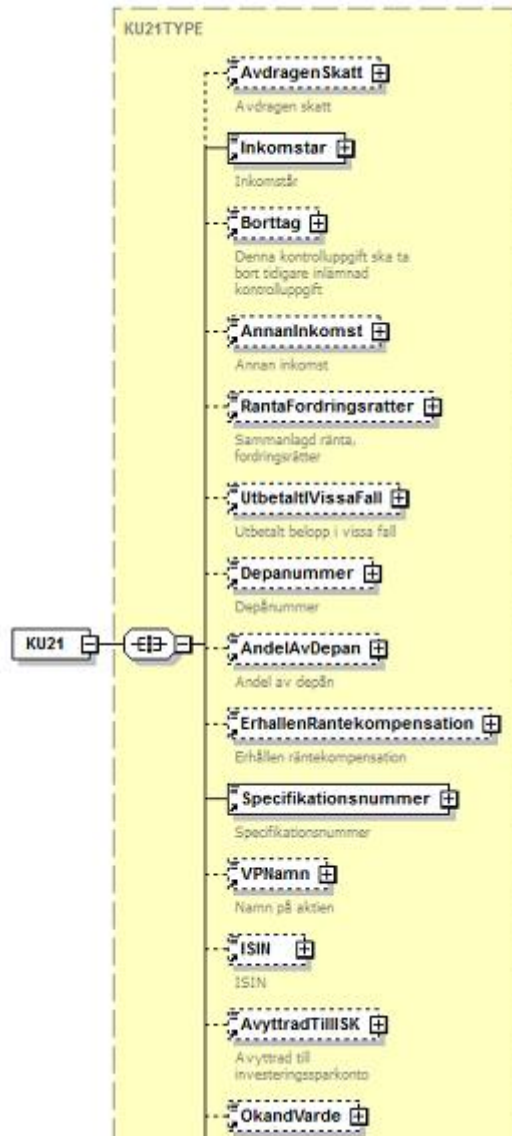 KU21TYPE
AvdragenSkatt
Avdragen skatt
Inkomstar
Inkomstår
Borttag
Denna kontrolluppgift ska ta
bort tidigare inlämnad
kontrolluppgift
AnnanInkomst
Annan inkomst
RantaFordringsratter
Sammanlagd ränta,
fordringsrätter
UtbetaltIVissaFall
Utbetalt belopp i vissa fall
Depanummer
Depånummer
KU21
AndelAvDepan
Andel av depån
ErhallenRantekompensation
Erhållen räntekompensation
Specifikationsnummer
Specifikationsnummer
VPNamn
Namn på aktien
ISIN
ISIN
AvyttradTillISK
Avyttrad till
investeringssparkonto
OkandVarde